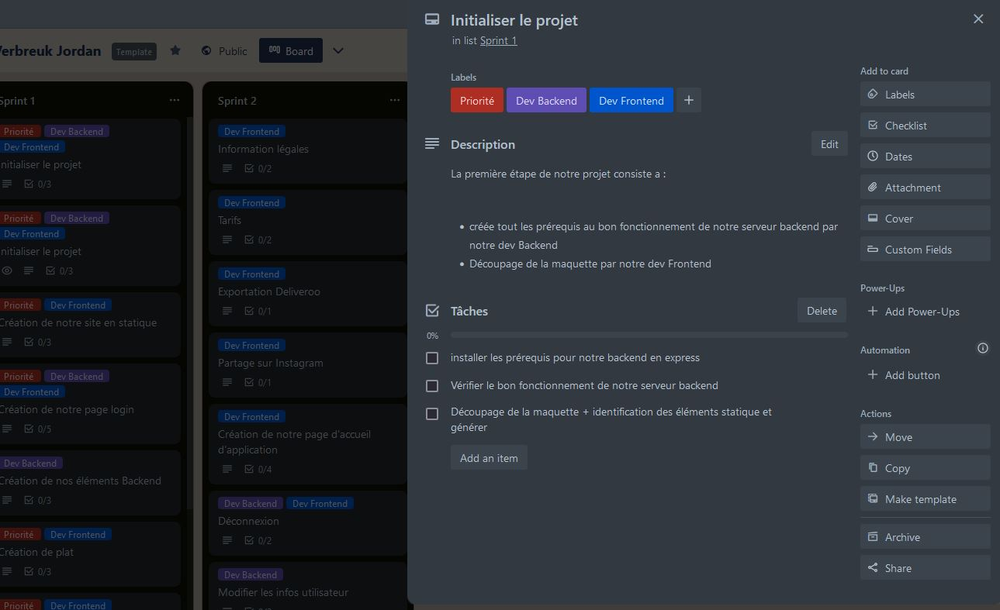 Verbreuk Jordan
Template
Public
Board
Sprint 1
Priorité Dev Backend
Dev Frontend
Initialiser le projet
0/3
Priorité Dev Backend
Dev Frontend
Initialiser le projet
0/3
Priorité Dev Frontend
Création de notre site en statique
0/3
Priorité Dev Backend
Dev Frontend
Création de notre page login
0/5
Dev Backend
Création de nos éléments Backend
0/3
Priorité Dev Frontend
Création de plat
0/3
Priorité Dev Frontend
Sprint 2
Dev Frontend
Information légales
0/2
Dev Frontend
Tarifs
0/2
Dev Frontend
Exportation Deliveroo
0/1
Dev Frontend
Partage sur Instagram
0/1
Dev Frontend
Création de notre page d'accueil
d'application
0/4
Dev Backend Dev Frontend
Déconnexion
0/2
Dev Backend
Modifier les infos utilisateur
Initialiser le projet
in list Sprint 1
Labels
Priorité Dev Backend Dev Frontend
Description
Edit
La première étape de notre projet consiste a :
créée tout les prérequis au bon fonctionnement de notre serveur backend par
notre dev Backend
Découpage de la maquette par notre dev Frontend
Tâches
Delete
0%
installer les prérequis pour notre backend en express
Vérifier le bon fonctionnement de notre serveur backend
Découpage de la maquette + identification des éléments statique et
générer
Add an item
Add to card
Labels
Checklist
Dates
Attachment
Cover
Custom Fields
Power-Ups
Add Power-Ups
Automation
Add button
Actions
Move
Copy
Make template
Archive
Share